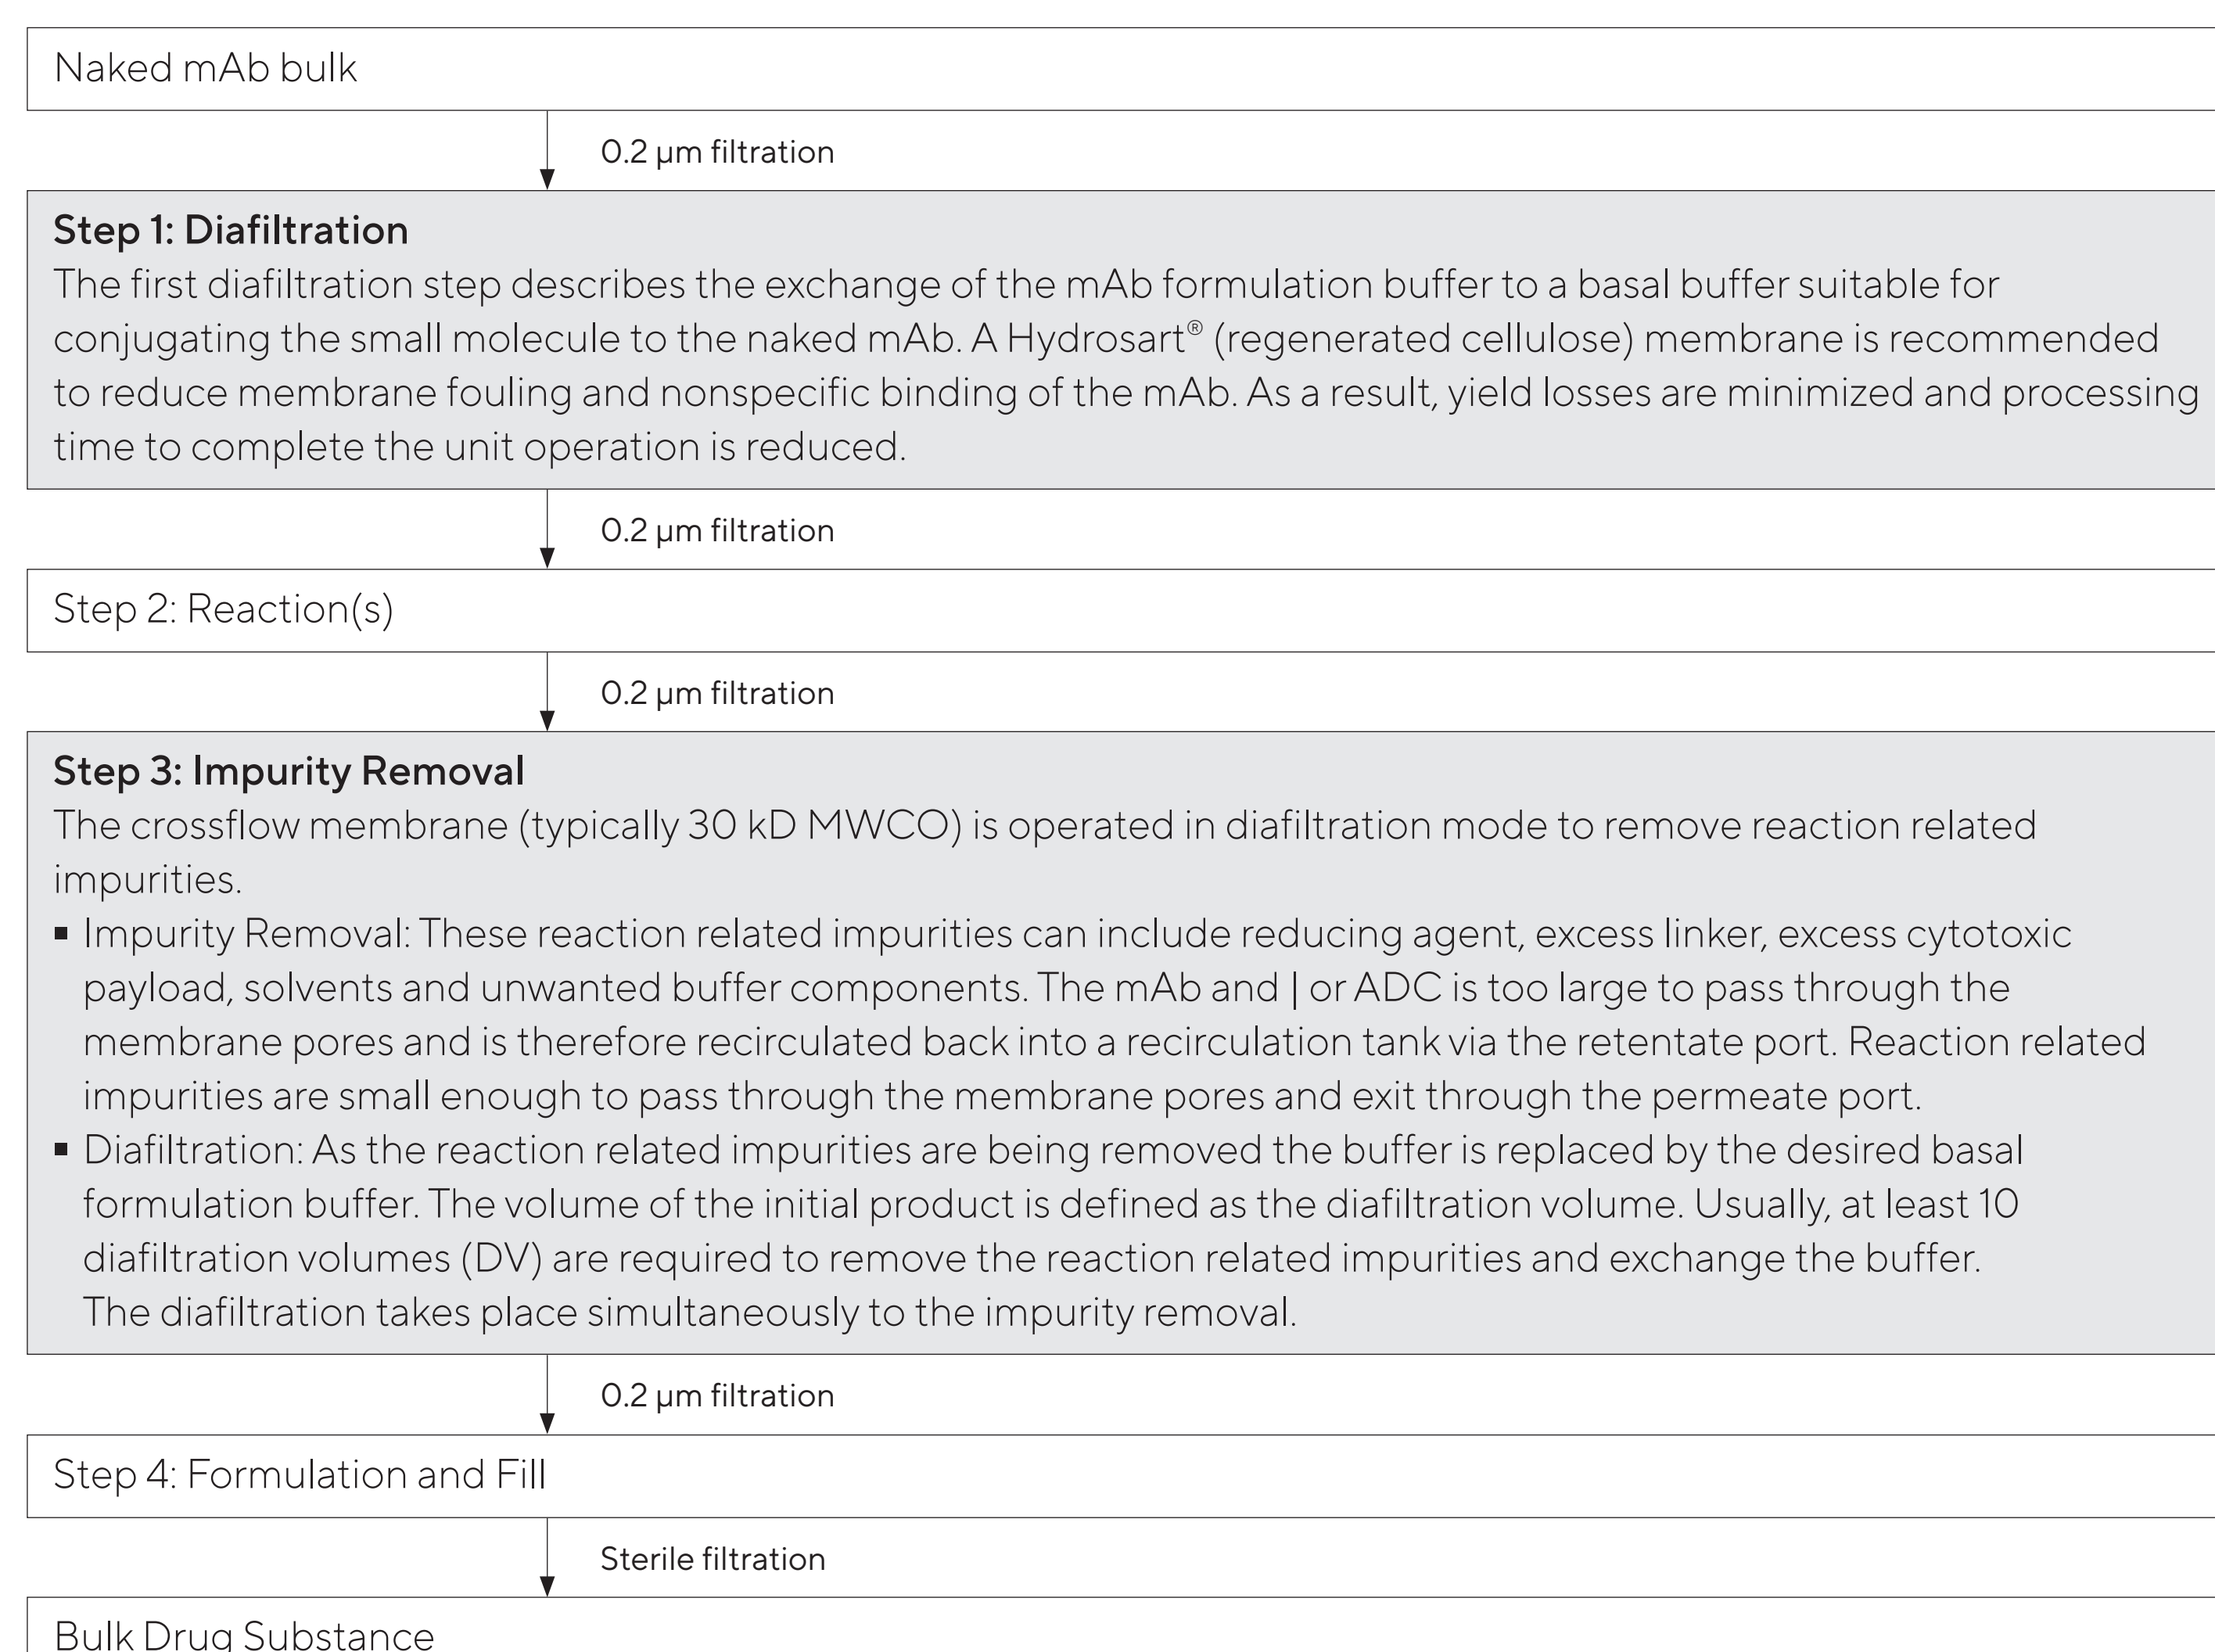 Naked mAb bulk
0.2 µm filtration
Step 1: Diafiltration
The first diafiltration step describes the exchange of the mAb formulation buffer to a basal buffer suitable for
conjugating the small molecule to the naked mAb. A Hydrosart® (regenerated cellulose) membrane is recommended
to reduce membrane fouling and nonspecific binding of the mAb. As a result, yield losses are minimized and processing
time to complete the unit operation is reduced.
0.2 µm filtration
Step 2: Reaction(s)
0.2 µm filtration
Step 3: Impurity Removal
The crossflow membrane (typically 30 kD MWCO) is operated in diafiltration mode to remove reaction related
impurities.
▪ Impurity Removal: These reaction related impurities can include reducing agent, excess linker, excess cytotoxic
payload, solvents and unwanted buffer components. The mAb and | or ADC is too large to pass through the
membrane pores and is therefore recirculated back into a recirculation tank via the retentate port. Reaction related
impurities are small enough to pass through the membrane pores and exit through the permeate port.
▪ Diafiltration: As the reaction related impurities are being removed the buffer is replaced by the desired basal
formulation buffer. The volume of the initial product is defined as the diafiltration volume. Usually, at least 10
diafiltration volumes (DV) are required to remove the reaction related impurities and exchange the buffer.
The diafiltration takes place simultaneously to the impurity removal.
0.2 µm filtration
Step 4: Formulation and Fill
Sterile filtration
Bulk Drug Substance